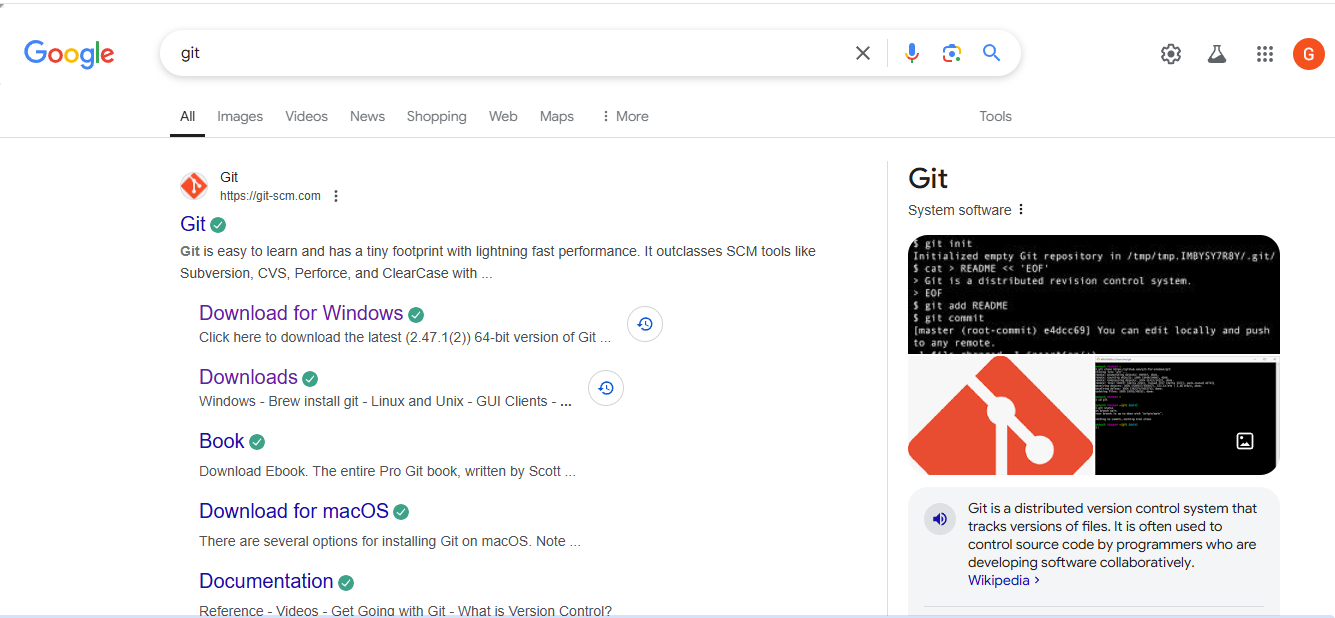 Google
git
G
All Images Videos News Shopping Web Maps More Tools
Git
https://git-scm.com
Git
Git is easy to learn and has a tiny footprint with lightning fast performance. It outclasses SCM tools like
Subversion, CVS, Perforce, and ClearCase with ...
Download for Windows
Click here to download the latest (2.47.1(2)) 64-bit version of Git ...
Downloads
Windows - Brew install git - Linux and Unix - GUI Clients - ...
Book
Download Ebook. The entire Pro Git book, written by Scott ...
Download for macOS
There are several options for installing Git on macOS. Note ...
Documentation
Reference - Videos - Get Going with Git - What is Version Control?
Git
System software
$ git init
Initialized empty Git repository in /tmp/tmp.IMBYSY7R8Y/.git/
$ cat > README << 'EOF'
> Git is a distributed revision control system.
> EOF
$ git add README
$ git commit
[master (root-commit) e4dcc69] You can edit locally and push
to any remote.
Git is a distributed version control system that
tracks versions of files. It is often used to
control source code by programmers who are
developing software collaboratively.
Wikipedia